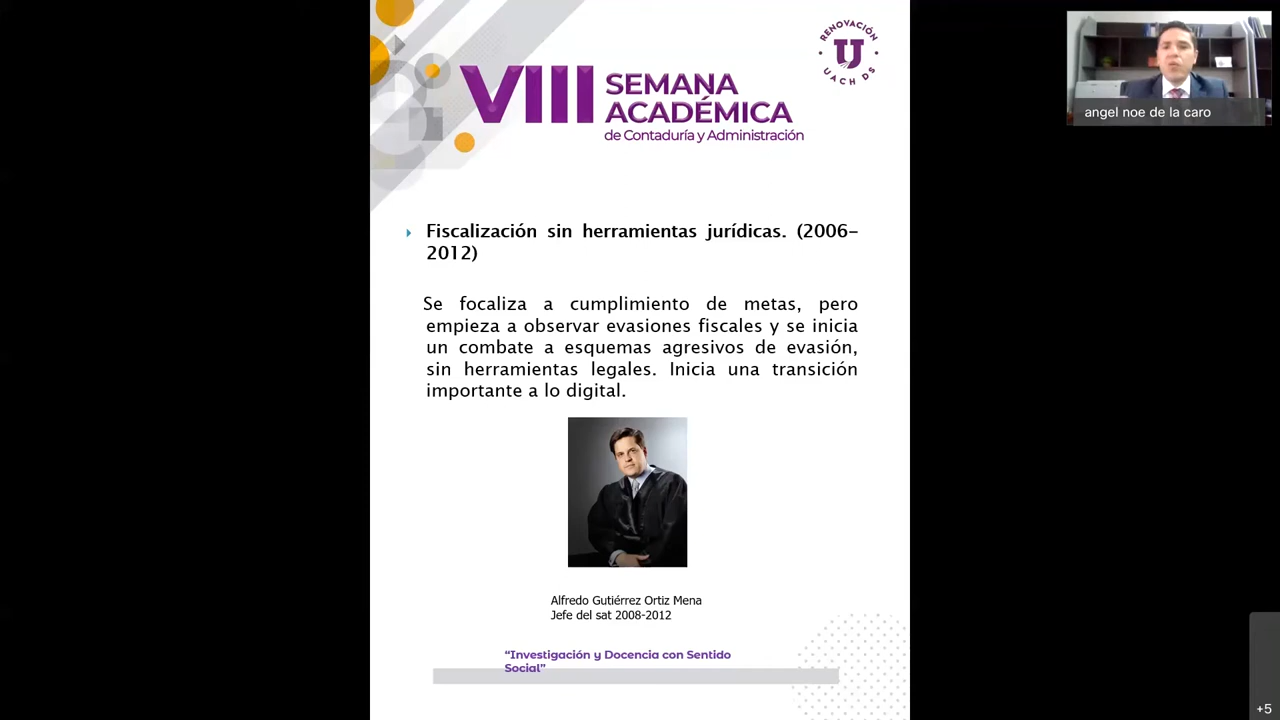 RENOVACIÓN
UACH DS
VIII SEMANA
ACADÉMICA
de Contaduría y Administración
angel noe de la caro
Fiscalización sin herramientas jurídicas. (2006-
2012)
Se focaliza a cumplimiento de metas, pero
empieza a observar evasiones fiscales y se inicia
un combate a esquemas agresivos de evasión,
sin herramientas legales. Inicia una transición
importante a lo digital.
Alfredo Gutiérrez Ortiz Mena
Jefe del sat 2008-2012
“Investigación y Docencia con Sentido
Social”
+5